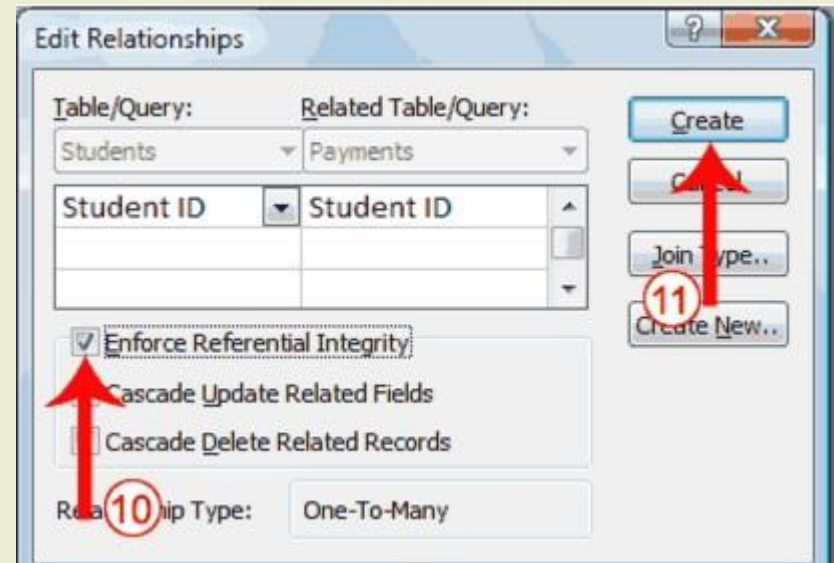 Edit Relationships
Table/Query: Related Table/Query:
Students Payments
Create
Student ID Student ID
Join Type..
11
Create New..
Enforce Referential Integrity
Cascade Update Related Fields
Cascade Delete Related Records
10
Type: One-To-Many